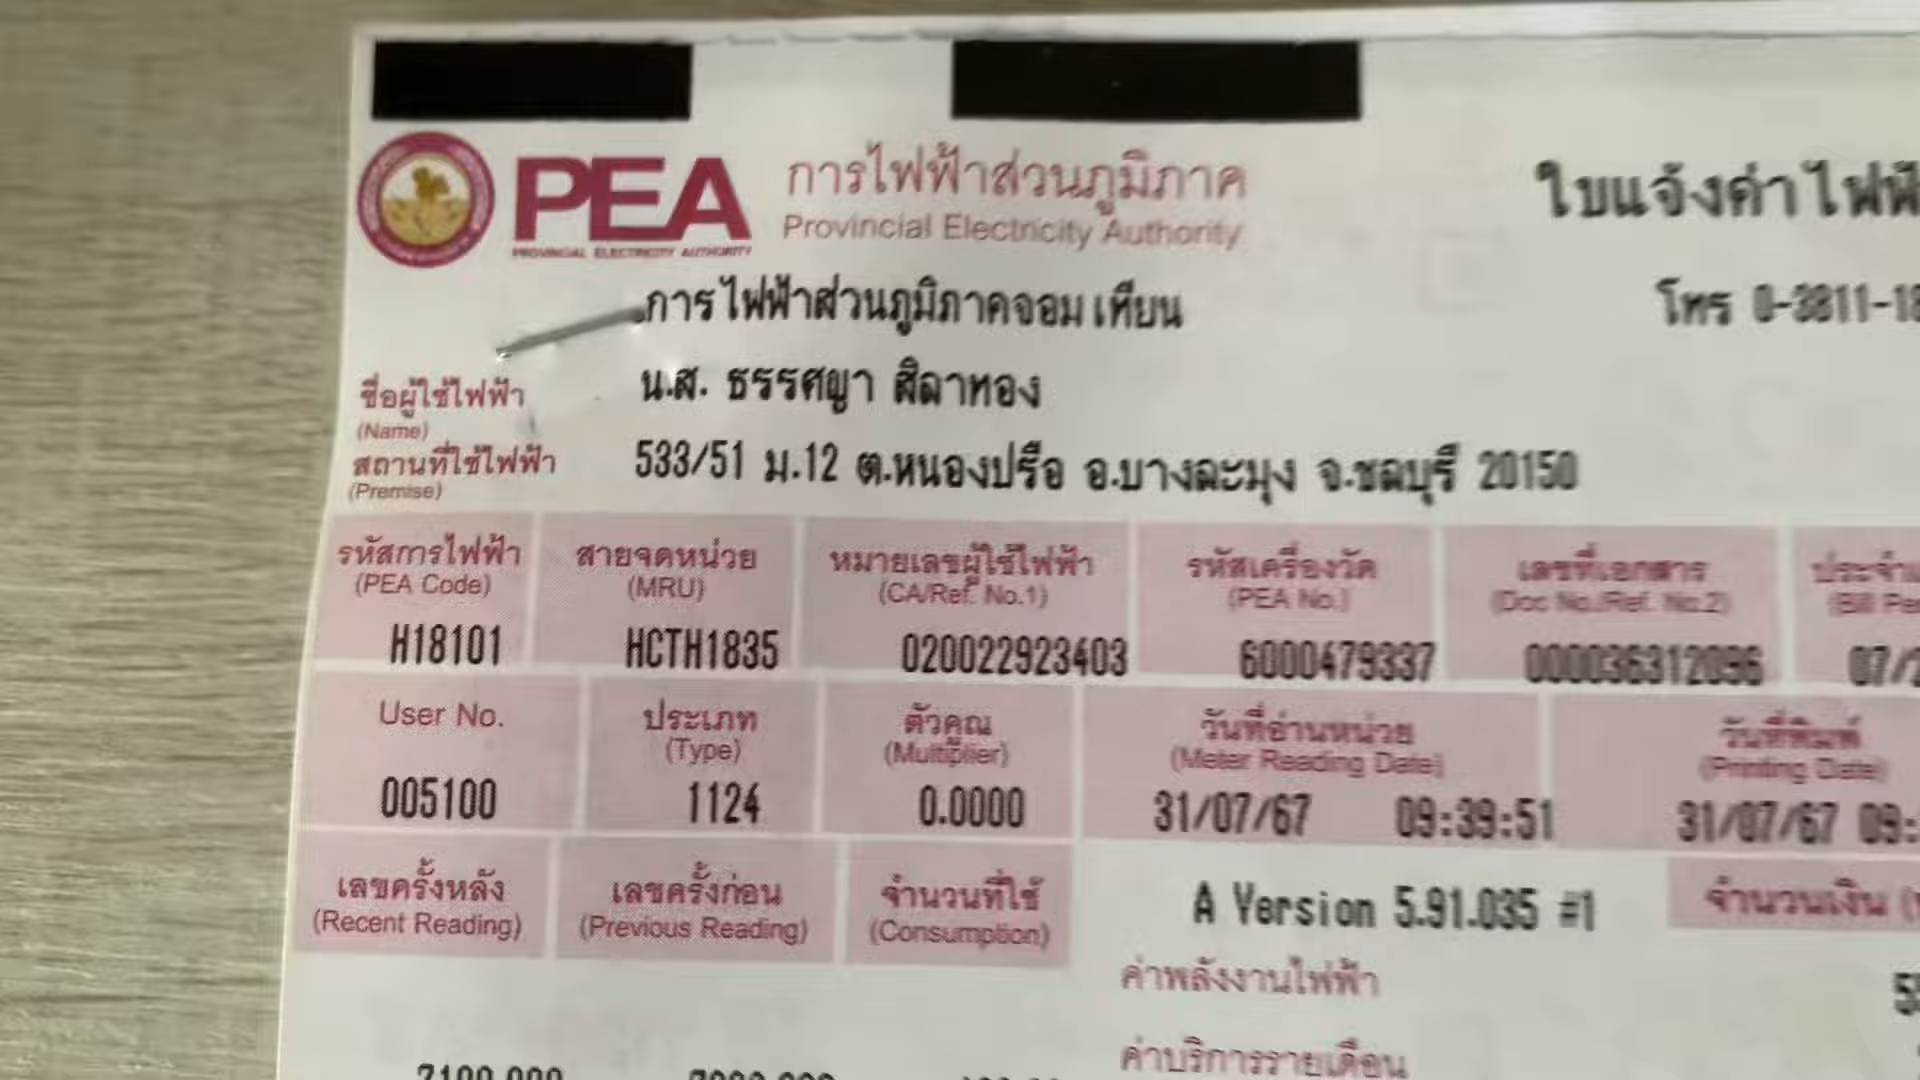 PEA การไฟฟ้าส่วนภูมิภาค
Provincial Electricity Authority
PROVINCIAL ELECTRICITY AUTHORITY
ใบแจ้งค่าไฟฟ้
การไฟฟ้าส่วนภูมิภาคจอมเทียน โทร 0-3811-18
ชื่อผู้ใช้ไฟฟ้า น.ส. ธรรศญา สิลาทอง
(Name)
สถานที่ใช้ไฟฟ้า 533/51 ม.12 ต.หนองปรือ อ.บางละมุง จ.ชลบุรี 20150
(Premise)
รหัสการไฟฟ้า สายจดหน่วย หมายเลขผู้ใช้ไฟฟ้า รหัสเครื่องวัด เลขที่เอกสาร
(PEA Code) (MRU) (CA/Ref. No.1) (PEA No.) (Doc No./Ref. No.2)
H18101 HCTH1835 020022923403 6000479337 000036312096 07/
User No. ประเภท ตัวคูณ วันที่อ่านหน่วย วันที่พิมพ์
(Type) (Multiplier) (Meter Reading Date) (Printing Date)
005100 1124 0.0000 31/07/67 09:39:51 31/07/67 09:
เลขครั้งหลัง เลขครั้งก่อน จำนวนที่ใช้ A Version 5.91.035 #1 จำนวนเงิน
(Recent Reading) (Previous Reading) (Consumption)
ค่าพลังงานไฟฟ้า
ค่าบริการรายเดือน